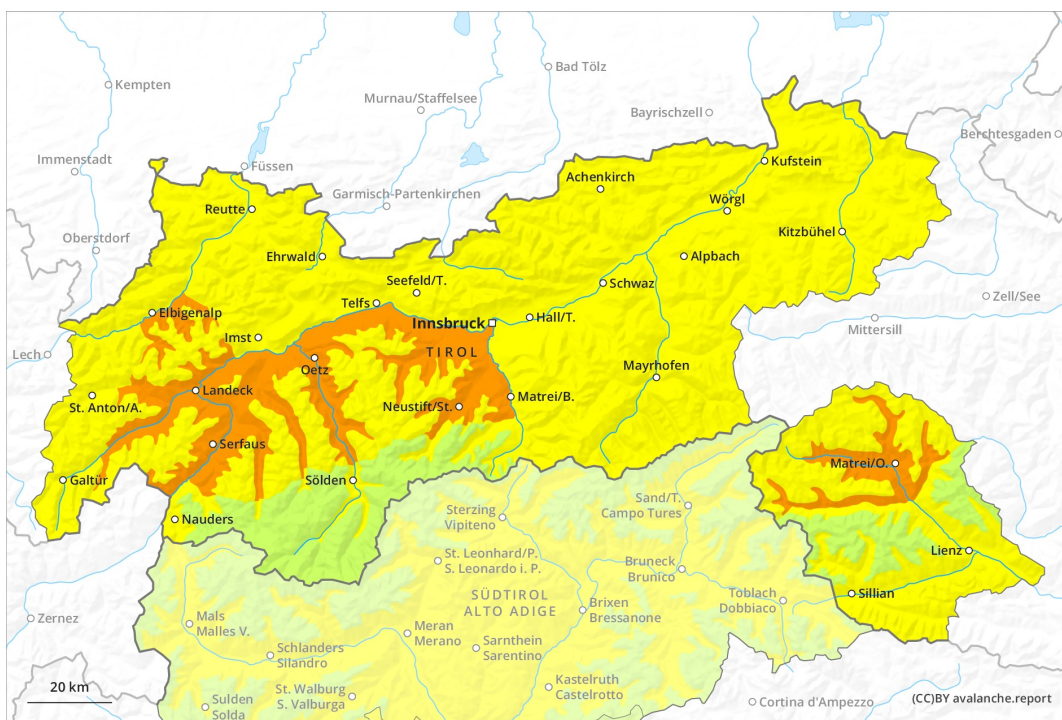 Kempten
Bad Tölz
Murnau/Staffelsee
Bayrischzell
Berchtesgaden
Immenstadt
Füssen
Kufstein
Achenkirch
Garmisch-Partenkirchen
Wörgl
Reutte
Kitzbühel
Oberstdorf
Ehrwald
Alpbach
Seefeld/T.
Schwaz
Zell/See
Telfs
Elbigenalp
Hall/T.
Innsbruck
Mittersill
Imst
Lech
TIROL
Oetz
Mayrhofen
Landeck
St. Anton/A.
Neustift/St.
Matrei/B.
Serfaus
Matrei/O.
Galtür
Sölden
Sand/T.
Campo Tures
Sterzing
Vipiteno
Nauders
Lienz
St. Leonhard/P.
S. Leonardo i. P.
Bruneck
Brunico
SÜDTIROL
ALTO ADIGE
Toblach
Dobbiaco
Sillian
Brixen
Bressanone
Zernez
Mals
Malles V.
Meran
Merano
Sarnthein
Sarentino
Schlanders
Silandro
Kastelruth
Castelrotto
20 km
St. Walburg
S. Valburga
Sulden
Solda
Cortina d'Ampezzo
(CC)BY avalanche.report